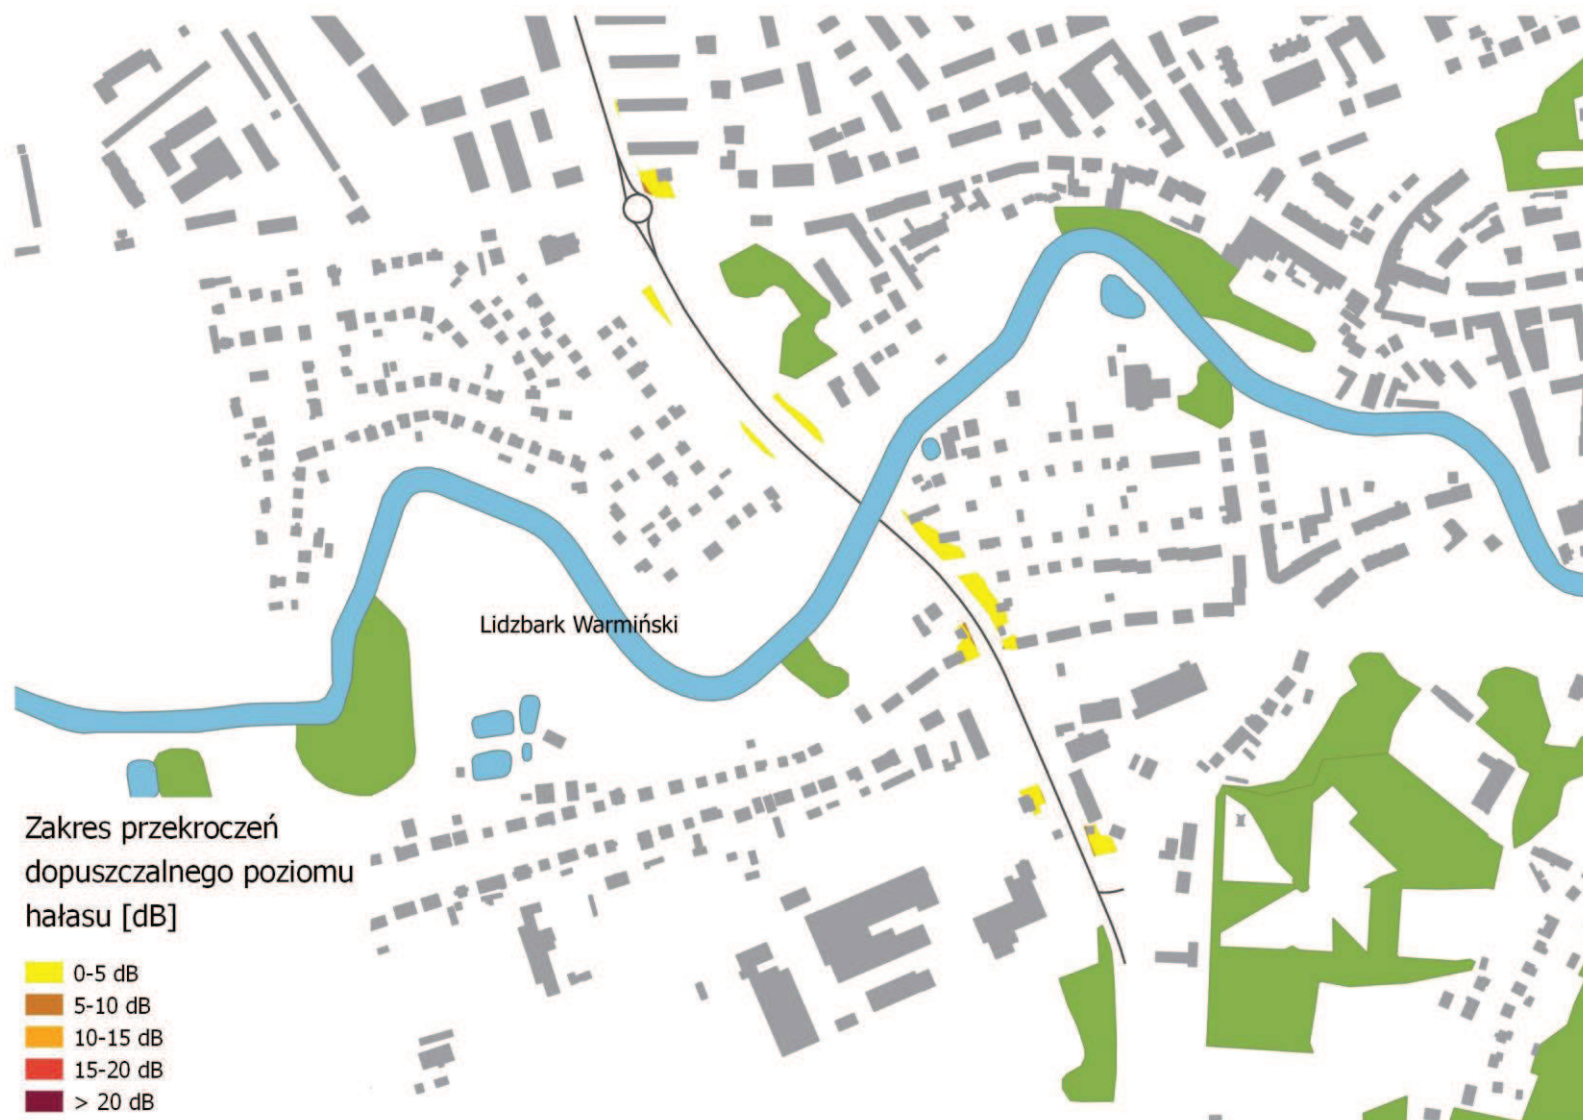 Lidzbark Warmiński
Zakres przekroczeń
dopuszczalnego poziomu
hałasu [dB]
0-5 dB
5-10 dB
10-15 dB
15-20 dB
> 20 dB